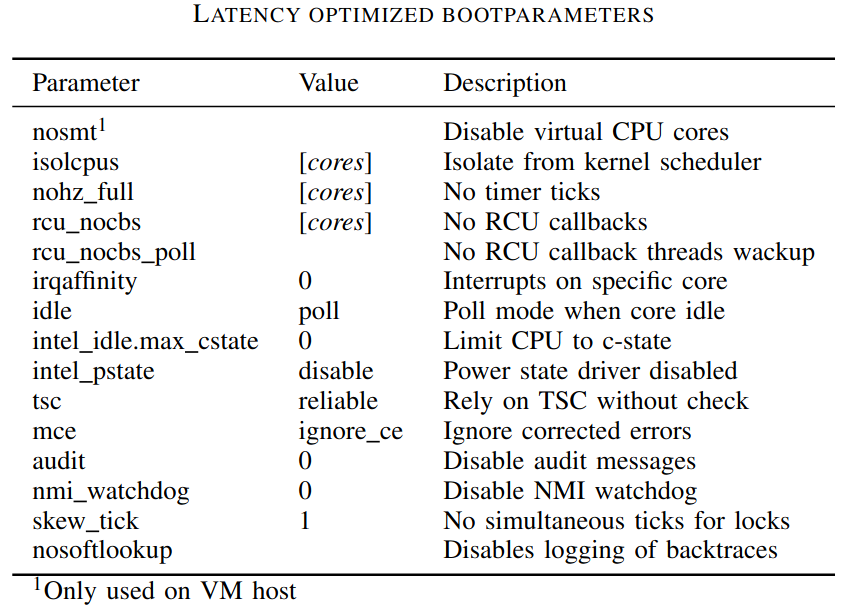 LATENCY OPTIMIZED BOOTPARAMETERS
Parameter Value Description
nosmt¹ Disable virtual CPU cores
isolcpus [cores] Isolate from kernel scheduler
nohz_full [cores] No timer ticks
rcu_nocbs [cores] No RCU callbacks
rcu_nocbs_poll No RCU callback threads wackup
irqaffinity 0 Interrupts on specific core
idle poll Poll mode when core idle
intel_idle.max_cstate 0 Limit CPU to c-state
intel_pstate disable Power state driver disabled
tsc reliable Rely on TSC without check
mce ignore_ce Ignore corrected errors
audit 0 Disable audit messages
nmi_watchdog 0 Disable NMI watchdog
skew_tick 1 No simultaneous ticks for locks
nosoftlookup Disables logging of backtraces
¹Only used on VM host